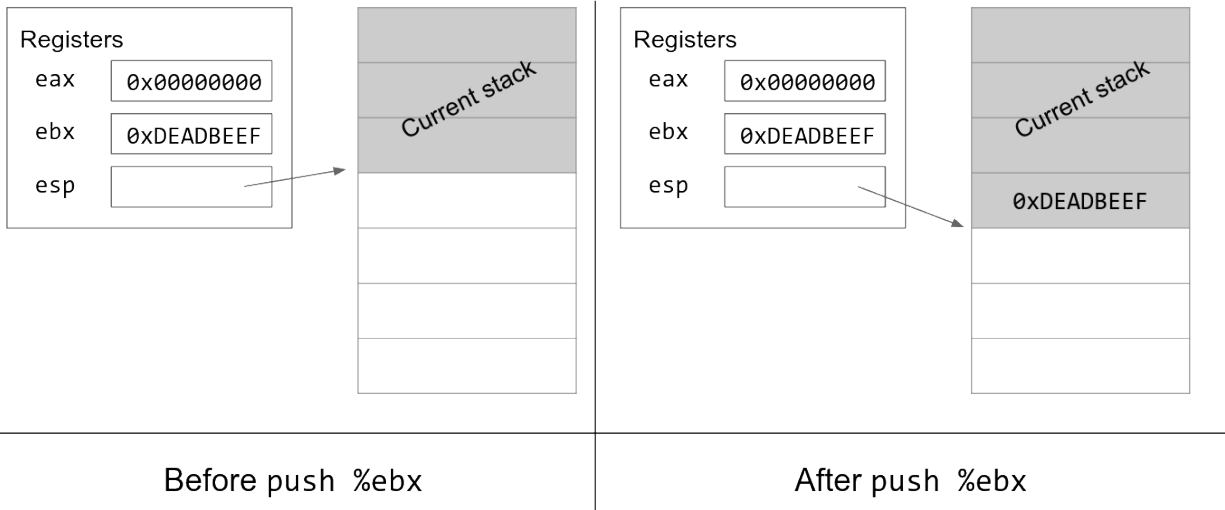 Registers
eax 0x00000000
ebx 0xDEADBEEF
esp
Current stack
Before push %ebx
Registers
eax 0x00000000
ebx 0xDEADBEEF
esp
Current stack
0xDEADBEEF
After push %ebx